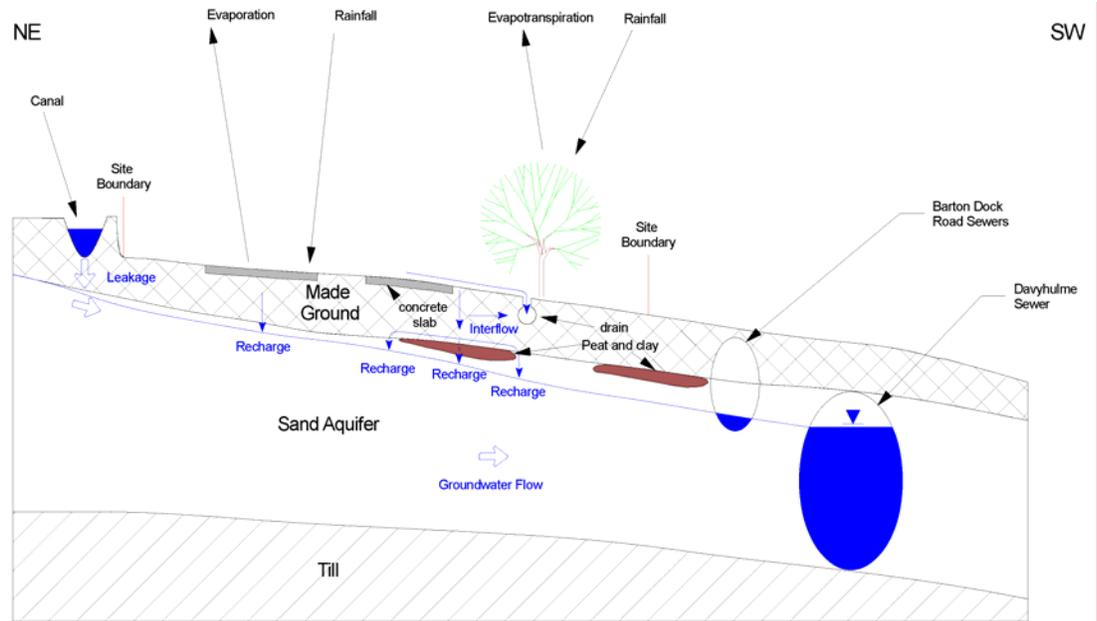 NE
Evaporation
Rainfall
Evapotranspiration
Rainfall
SW
Canal
Site
Boundary
Barton Dock
Road Sewers
Site
Boundary
Leakage
Made
Ground
concrete
slab
Interflow
drain
Peat and clay
Davyhulme
Sewer
Recharge
Recharge
Recharge
Recharge
Sand Aquifer
Groundwater Flow
Till